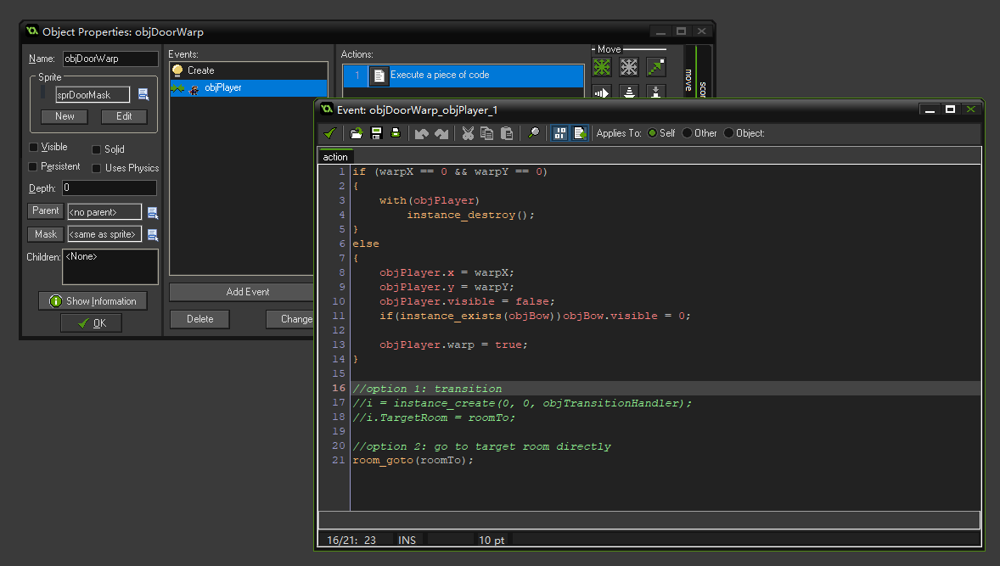 Object Properties: objDoorWarp
Name: objDoorWarp
Sprite
sprDoorMask
New Edit
Visible Solid
Persistent Uses Physics
Depth: 0
Parent <no parent>
Mask <same as sprite>
Children: <None>
Show Information
OK
Events:
Create
objPlayer
Add Event
Delete Change
Actions:
1 Execute a piece of code
Move
move
Event: objDoorWarp_objPlayer_1
Applies To: Self Other Object:
action
1 if (warpX == 0 && warpY == 0)
2 {
3 with(objPlayer)
4 instance_destroy();
5 }
6 else
7 {
8 objPlayer.x = warpX;
9 objPlayer.y = warpY;
10 objPlayer.visible = false;
11 if(instance_exists(objBow))objBow.visible = 0;
12
13 objPlayer.warp = true;
14 }
15
16 //option 1: transition
17 //i = instance_create(0, 0, objTransitionHandler);
18 //i.TargetRoom = roomTo;
19
20 //option 2: go to target room directly
21 room_goto(roomTo);
16/21: 23 INS 10 pt